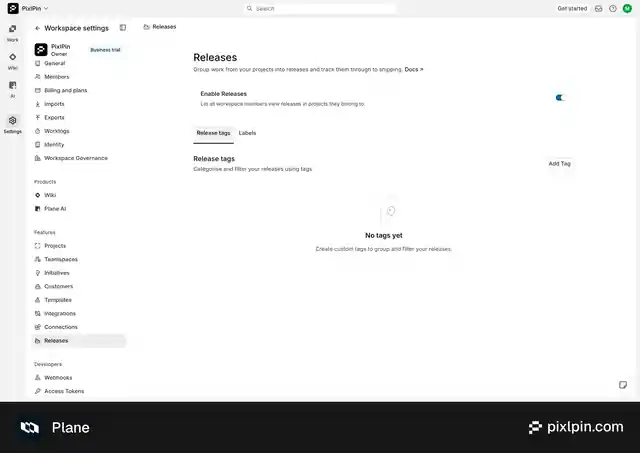 PixlPin
Search
Get started
M
Work
Wiki
AI
Settings
Workspace settings
PixlPin
Owner
Business trial
General
Members
Billing and plans
Imports
Exports
Worklogs
Identity
Workspace Governance
Products
Wiki
Plane AI
Features
Projects
Teamspaces
Initiatives
Customers
Templates
Integrations
Connections
Releases
Developers
Webhooks
Access Tokens
Releases
Releases
Group work from your projects into releases and track them through to shipping. Docs ↗
Enable Releases
Let all workspace members view releases in projects they belong to.
Release tags Labels
Release tags
Categorise and filter your releases using tags
Add Tag
No tags yet
Create custom tags to group and filter your releases.
Plane
pixlpin.com